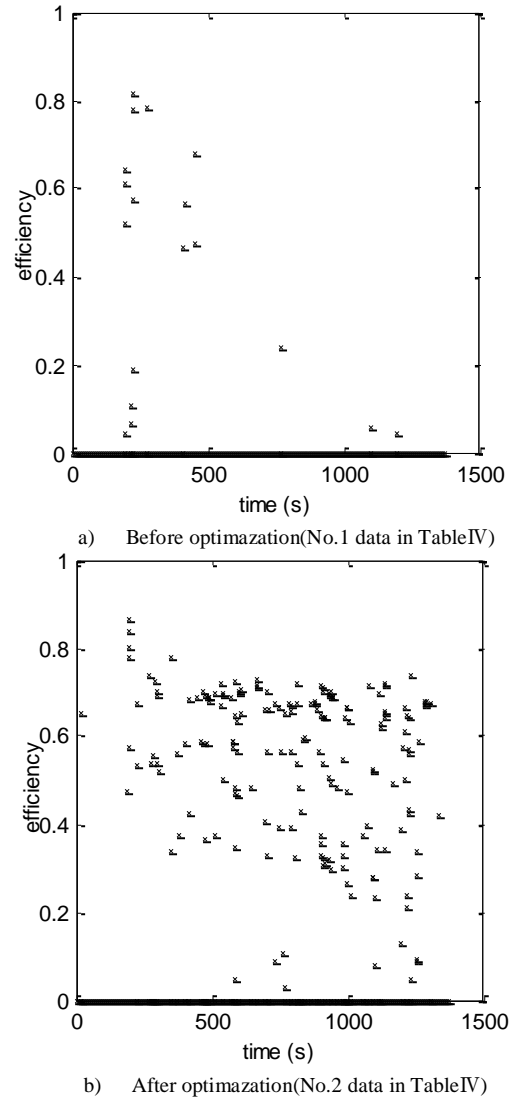 1
0.8
0.6
0.4
0.2
0
efficiency
0 500 1000 1500
time (s)
a) Before optimazation(No.1 data in TableⅣ)
1
0.8
0.6
0.4
0.2
0
efficiency
0 500 1000 1500
time (s)
b) After optimazation(No.2 data in TableⅣ)